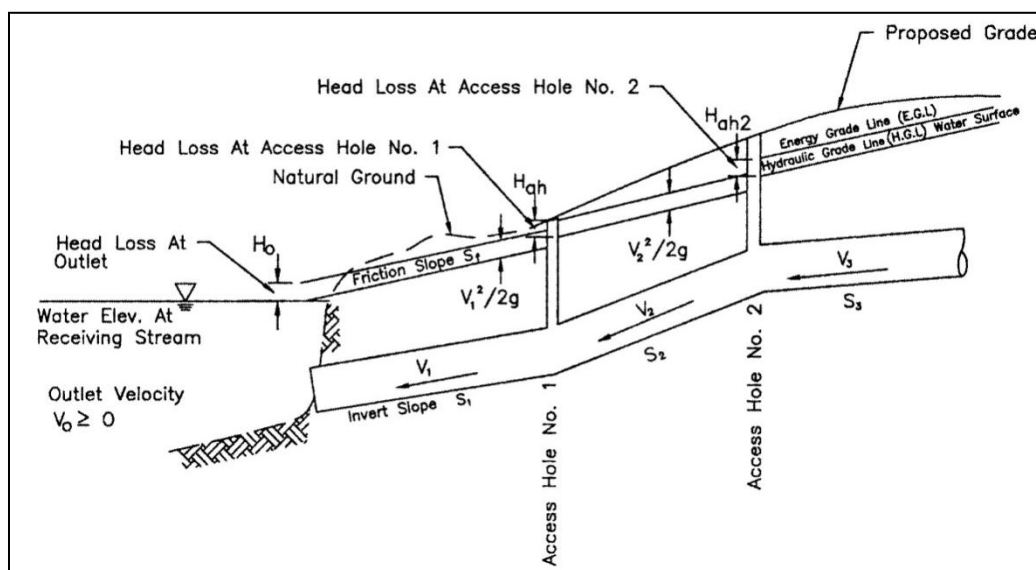 Proposed Grade
Head Loss At Access Hole No. 2
H_ah2
Energy Grade Line (E.G.L)
Hydraulic Grade Line (H.G.L) Water Surface
Head Loss At Access Hole No. 1
Natural Ground
H_ah
Head Loss At
Outlet
H_o
Friction Slope S_f
V_1^2/2g
V_2^2/2g
Water Elev. At
Receiving Stream
V_3
S_3
V_2
S_2
V_1
Invert Slope S_1
Outlet Velocity
V_o ≥ 0
Access Hole No. 1
Access Hole No. 2